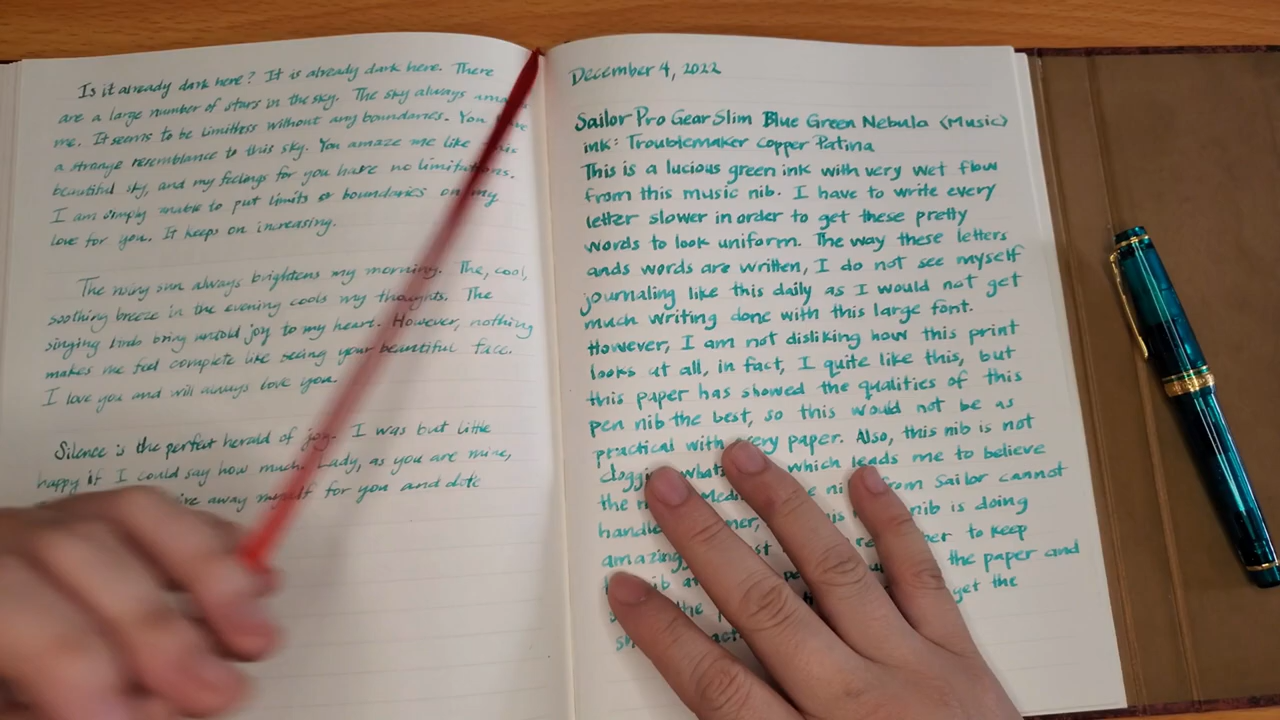 Is it already dark here? It is already dark here. There
are a large number of stars in the sky. The sky always
me. It seems to be limitless without any boundaries. You
a strange resemblance to this sky. You amaze me like
beautiful sky, and my feelings for you have no limitations.
I am simply unable to put limits or boundaries on my
love for you. It keeps on increasing.
The rising sun always brightens my morning. The, cool,
soothing breeze in the evening cools my thoughts. The
singing birds bring untold joy to my heart. However, nothing
makes me feel complete like seeing your beautiful face.
I love you and will always love you.
Silence is the perfect herald of joy. I was but little
happy if I could say how much. Lady, as you are mine,
away myself for you and dote
December 4, 2022
Sailor Pro Gear Slim Blue Green Nebula (Music)
ink: Troublemaker Copper Patina
This is a lucious green ink with very wet flow
from this music nib. I have to write every
letter slower in order to get these pretty
words to look uniform. The way these letters
ands words are written, I do not see myself
journaling like this daily as I would not get
much writing done with this large font.
However, I am not disliking how this print
looks at all, in fact, I quite like this, but
this paper has showed the qualities of this
pen nib the best, so this would not be as
practical with every paper. Also, this nib is not
which leads me to believe
the from Sailor cannot
handle nib is doing
amazing to keep
nib the paper and
the get the